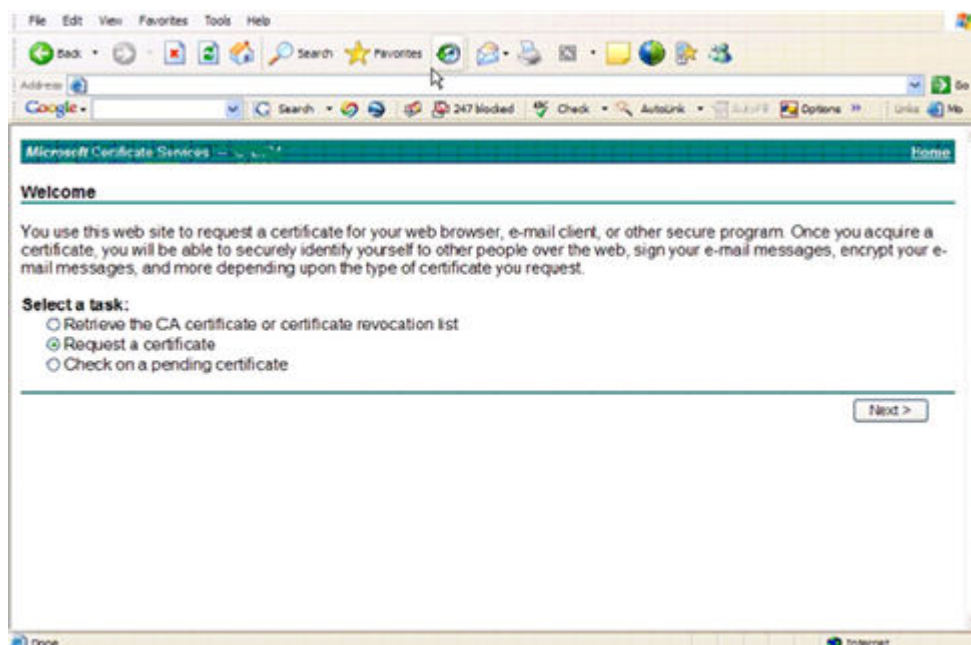 File Edit View Favorites Tools Help
Back Search Favorites
Address Go
Google Search 247 blocked Check AutoLink AutoFill Options Links
Microsoft Certificate Services -- Home
Welcome
You use this web site to request a certificate for your web browser, e-mail client, or other secure program. Once you acquire a
certificate, you will be able to securely identify yourself to other people over the web, sign your e-mail messages, encrypt your e-
mail messages, and more depending upon the type of certificate you request.
Select a task:
Retrieve the CA certificate or certificate revocation list
Request a certificate
Check on a pending certificate
Next >
Done Internet